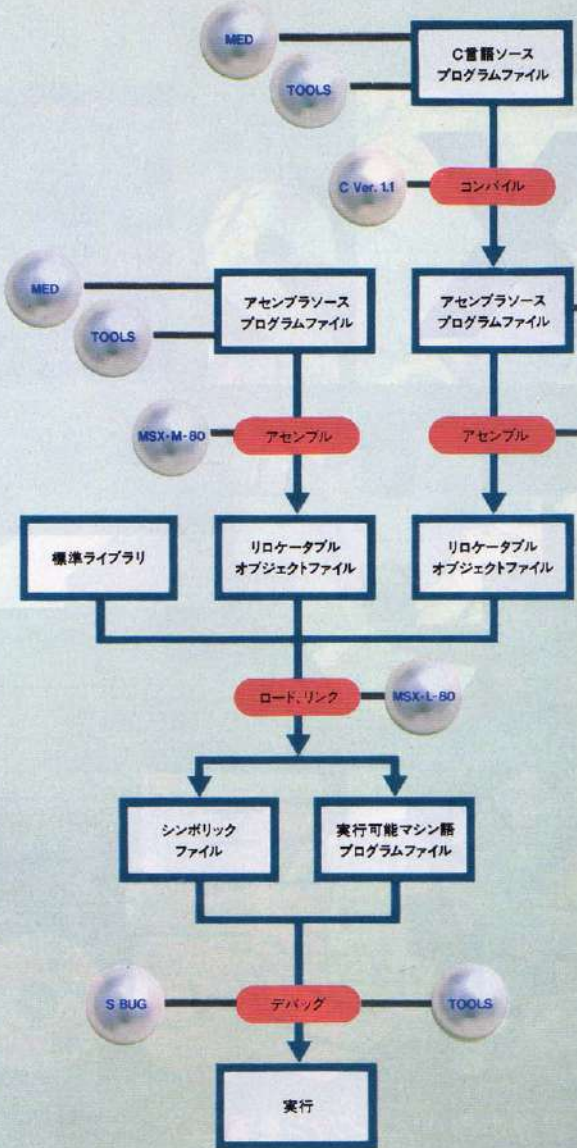 MED
TOOLS
C言語ソース
プログラムファイル
C Ver. 1.1
コンパイル
MED
TOOLS
アセンブラソース
プログラムファイル
アセンブラソース
プログラムファイル
MSX・M-80
アセンブル
アセンブル
標準ライブラリ
リロケータブル
オブジェクトファイル
リロケータブル
オブジェクトファイル
ロード、リンク
MSX・L-80
シンボリック
ファイル
実行可能マシン語
プログラムファイル
S BUG
デバッグ
TOOLS
実行